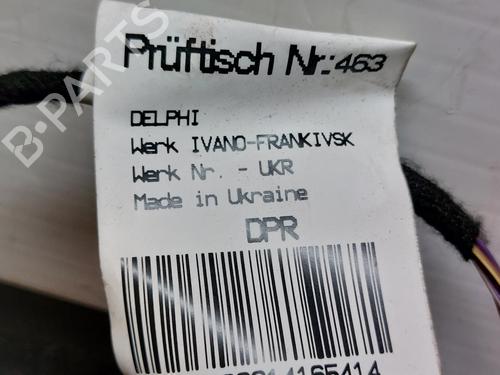 Prüftisch Nr.:463
DELPHI
Werk IVANO-FRANKIVSK
Werk Nr. - UKR
Made in Ukraine
DPR
B-PARTS